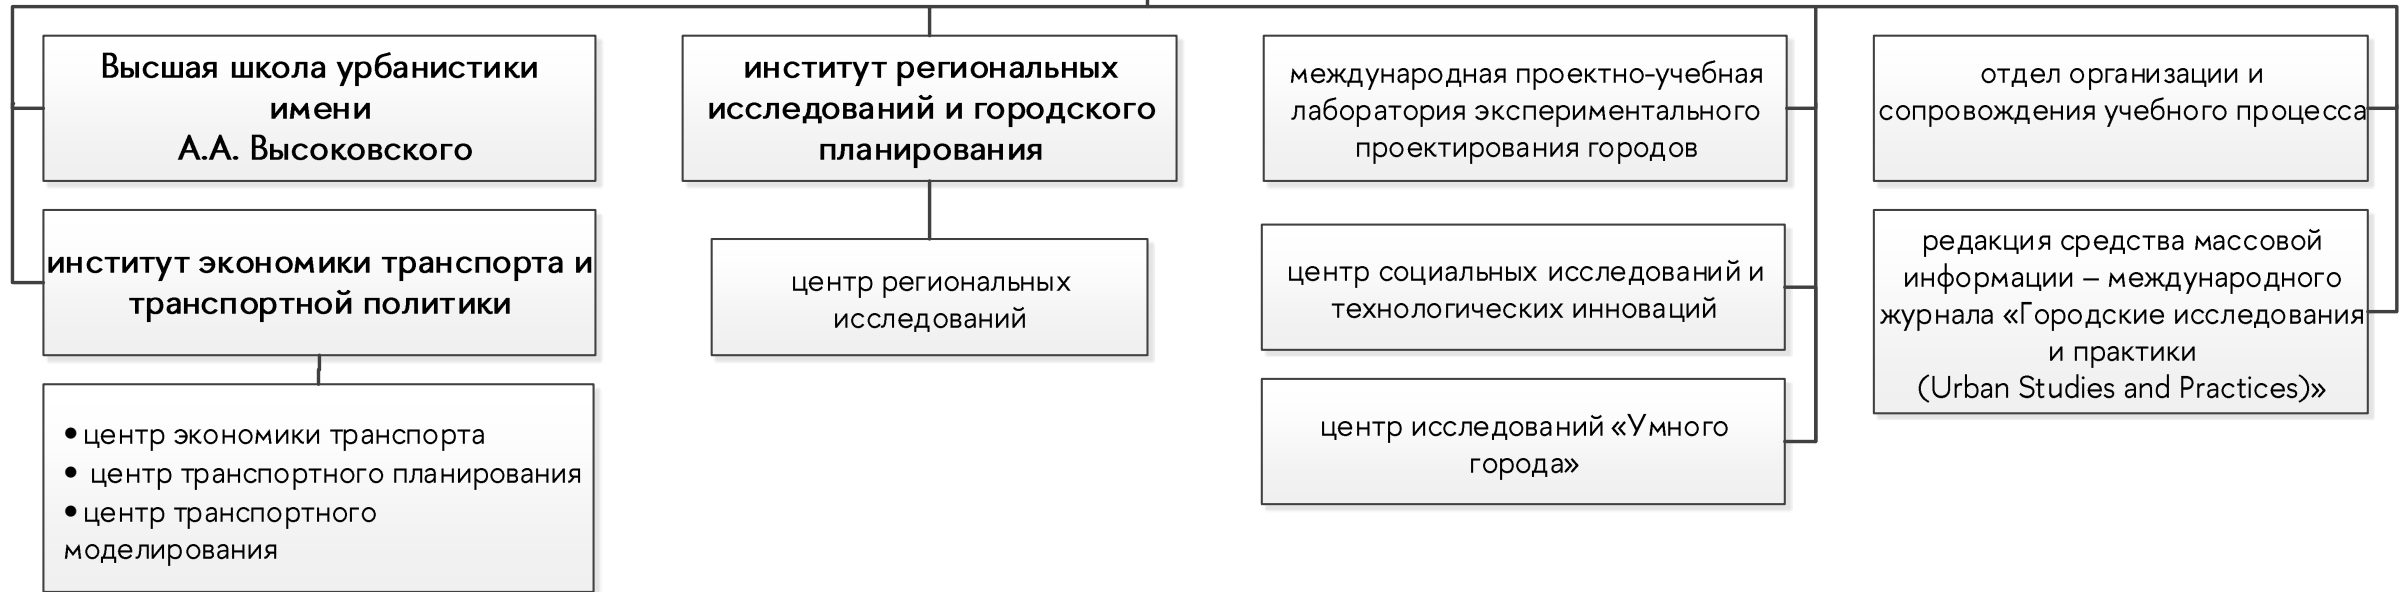 Высшая школа урбанистики
имени
А.А. Высоковского
институт экономики транспорта и
транспортной политики
• центр экономики транспорта
• центр транспортного планирования
• центр транспортного
моделирования
институт региональных
исследований и городского
планирования
центр региональных
исследований
международная проектно-учебная
лаборатория экспериментального
проектирования городов
центр социальных исследований и
технологических инноваций
центр исследований «Умного
города»
отдел организации и
сопровождения учебного процесса
редакция средства массовой
информации – международного
журнала «Городские исследования
и практики
(Urban Studies and Practices)»